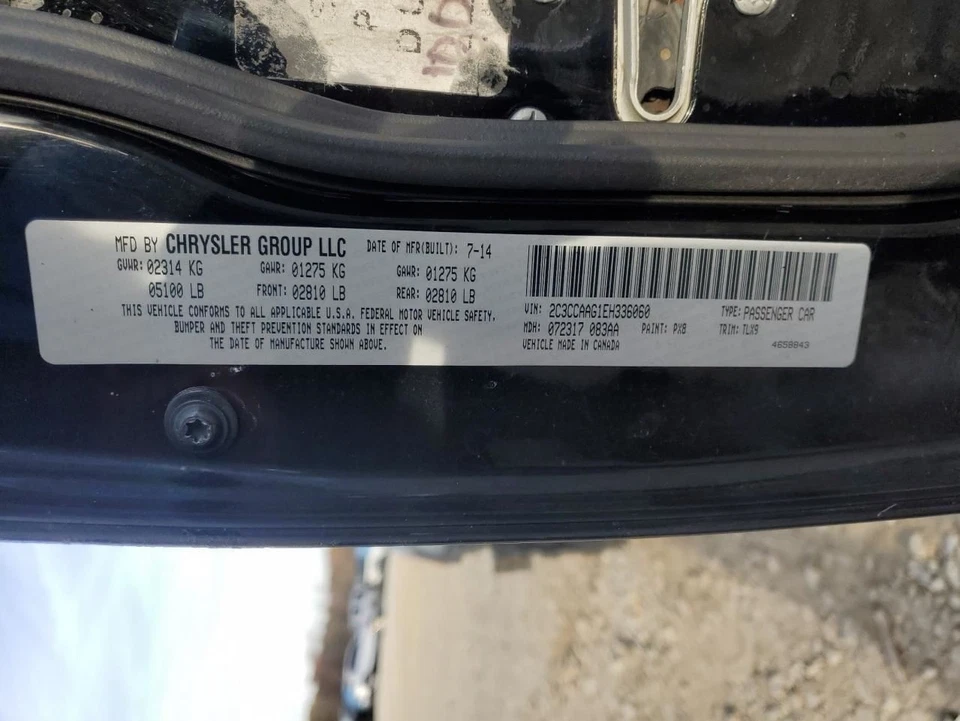 MFD BY CHRYSLER GROUP LLC DATE OF MFR(BUILT): 7-14
GVWR: 02314 KG GAWR: 01275 KG GAWR: 01275 KG
05100 LB FRONT: 02810 LB REAR: 02810 LB
THIS VEHICLE CONFORMS TO ALL APPLICABLE U.S.A. FEDERAL MOTOR VEHICLE SAFETY,
BUMPER AND THEFT PREVENTION STANDARDS IN EFFECT ON
THE DATE OF MANUFACTURE SHOWN ABOVE.
VIN: 2C3CCAAG1EH336060 TYPE: PASSENGER CAR
MDH: 072317 083AA PAINT: PX8 TRIM: TLX9
VEHICLE MADE IN CANADA 4658943